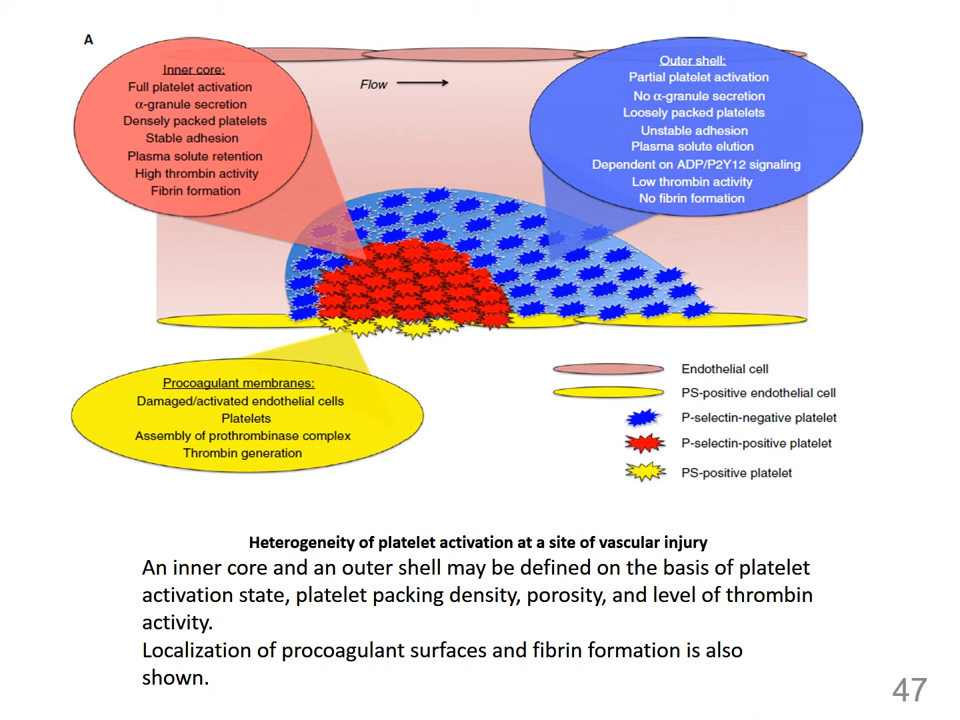 A
Inner core:
Full platelet activation
α-granule secretion
Densely packed platelets
Stable adhesion
Plasma solute retention
High thrombin activity
Fibrin formation
Flow
Outer shell:
Partial platelet activation
No α-granule secretion
Loosely packed platelets
Unstable adhesion
Plasma solute elution
Dependent on ADP/P2Y12 signaling
Low thrombin activity
No fibrin formation
Procoagulant membranes:
Damaged/activated endothelial cells
Platelets
Assembly of prothrombinase complex
Thrombin generation
Endothelial cell
PS-positive endothelial cell
P-selectin-negative platelet
P-selectin-positive platelet
PS-positive platelet
Heterogeneity of platelet activation at a site of vascular injury
An inner core and an outer shell may be defined on the basis of platelet
activation state, platelet packing density, porosity, and level of thrombin
activity.
Localization of procoagulant surfaces and fibrin formation is also
shown.
47